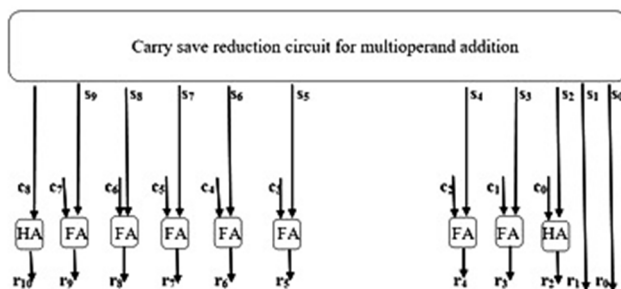 Carry save reduction circuit for multioperand addition
s₉ s₈ s₇ s₆ s₅ s₄ s₃ s₂ s₁ s₀
c₈ c₇ c₆ c₅ c₄ c₃ c₂ c₁ c₀
HA FA FA FA FA FA FA FA HA
r₁₀ r₉ r₈ r₇ r₆ r₅ r₄ r₃ r₂ r₁ r₀